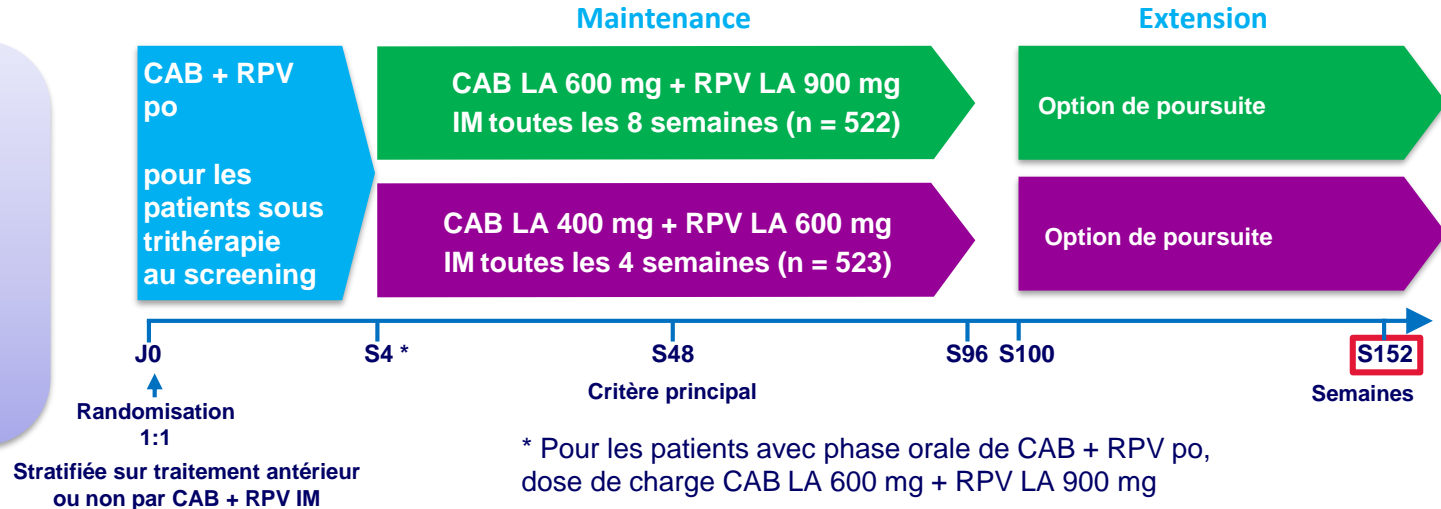 Maintenance
Extension
CAB + RPV
po
pour les
patients sous
trithérapie
au screening
CAB LA 600 mg + RPV LA 900 mg
IM toutes les 8 semaines (n = 522)
Option de poursuite
CAB LA 400 mg + RPV LA 600 mg
IM toutes les 4 semaines (n = 523)
Option de poursuite
J0
S4 *
S48
S96
S100
S152
Critère principal
Semaines
Randomisation
1:1
Stratifiée sur traitement antérieur
ou non par CAB + RPV IM
* Pour les patients avec phase orale de CAB + RPV po,
dose de charge CAB LA 600 mg + RPV LA 900 mg